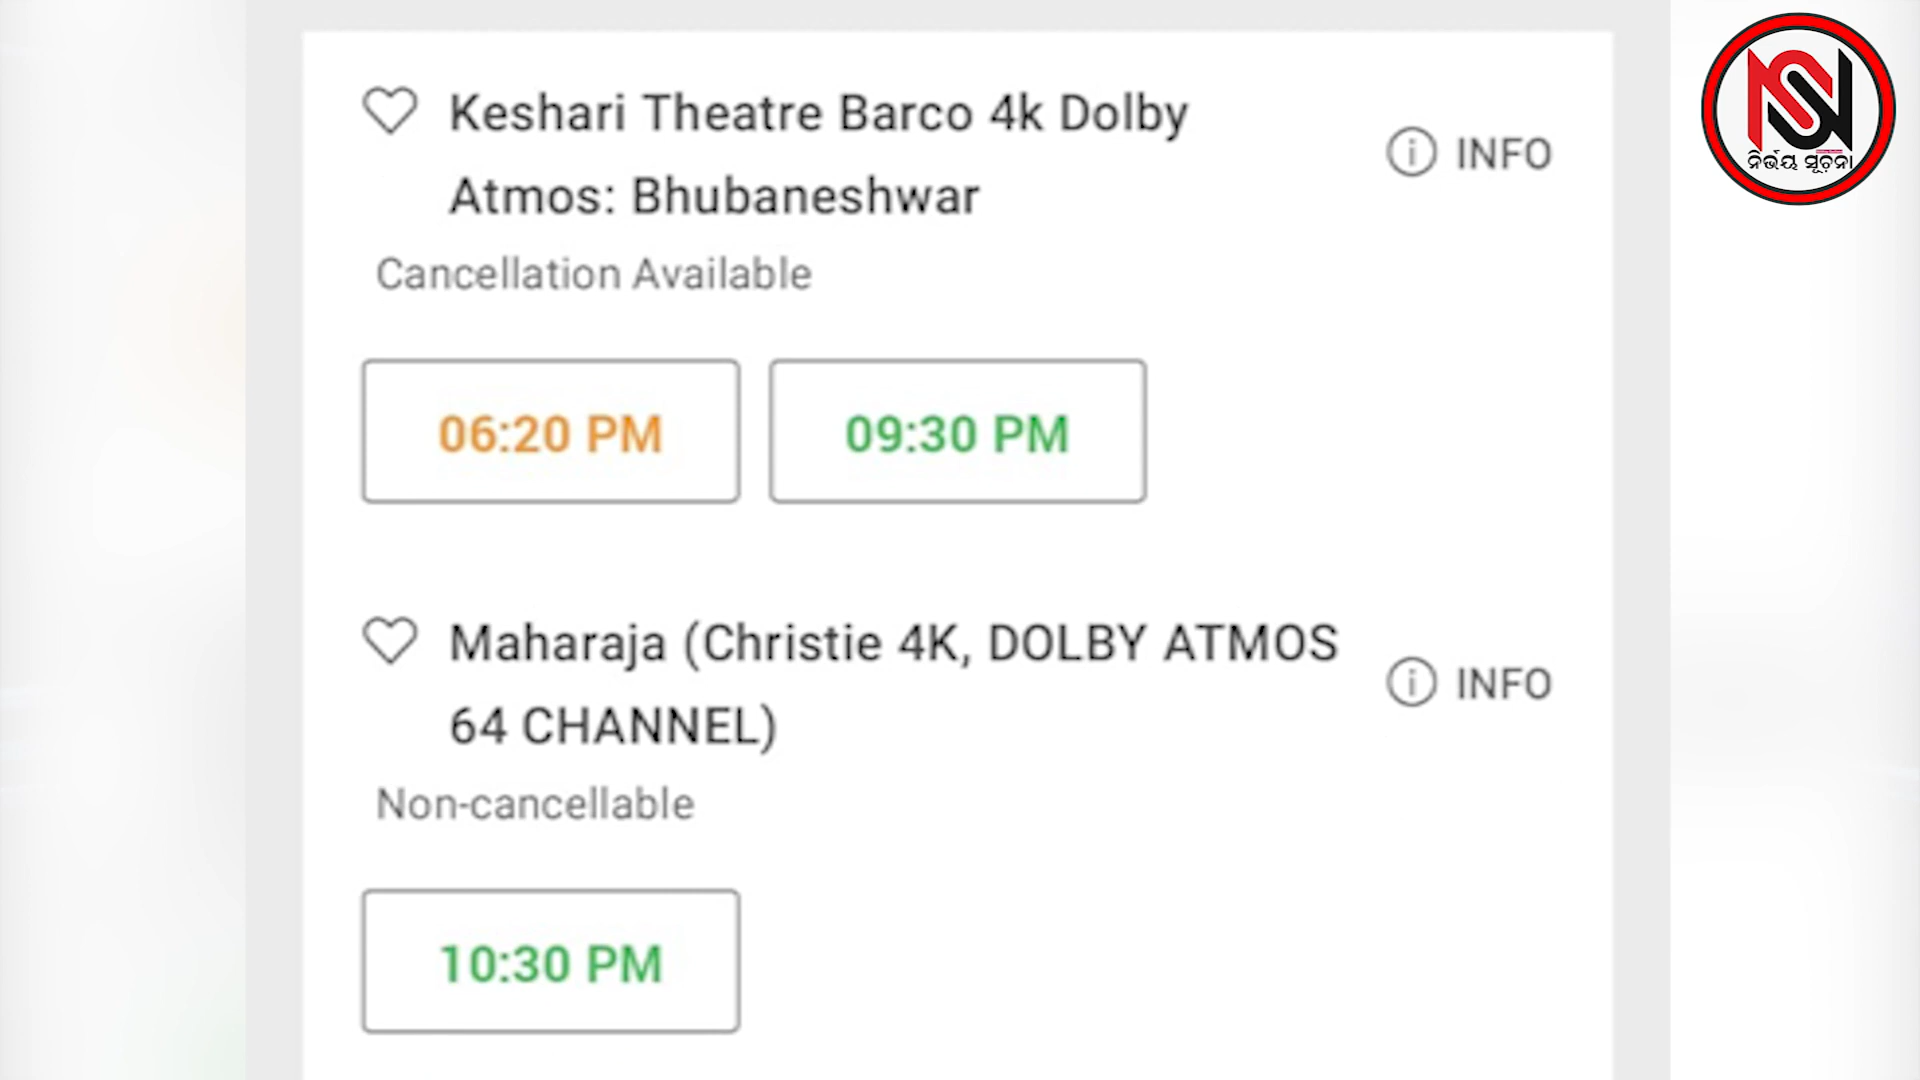 Keshari Theatre Barco 4k Dolby
Atmos: Bhubaneshwar
INFO
Cancellation Available
06:20 PM
09:30 PM
Maharaja (Christie 4K, DOLBY ATMOS
64 CHANNEL)
INFO
Non-cancellable
10:30 PM
ନିର୍ଭୟ ସୂଚନା